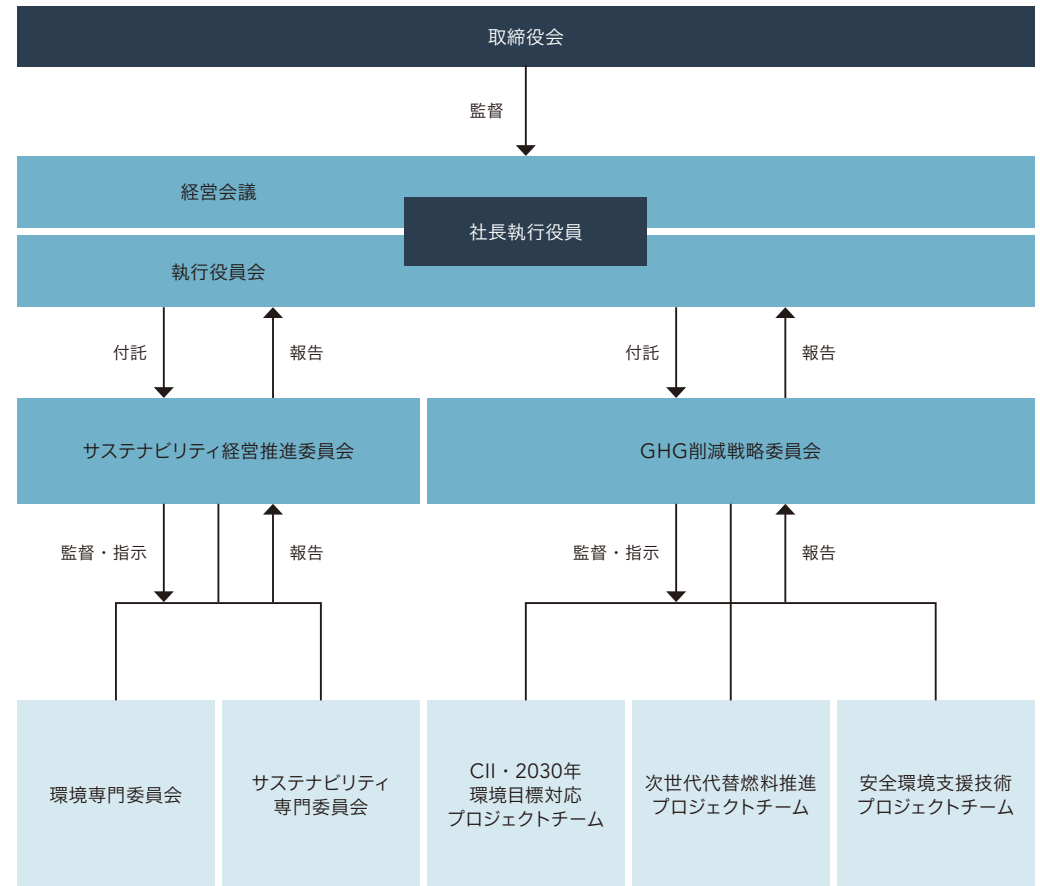 取締役会
監督
経営会議
社長執行役員
執行役員会
付託
報告
付託
報告
サステナビリティ経営推進委員会
GHG削減戦略委員会
監督・指示
報告
監督・指示
報告
環境専門委員会
サステナビリティ
専門委員会
CII・2030年
環境目標対応
プロジェクトチーム
次世代代替燃料推進
プロジェクトチーム
安全環境支援技術
プロジェクトチーム